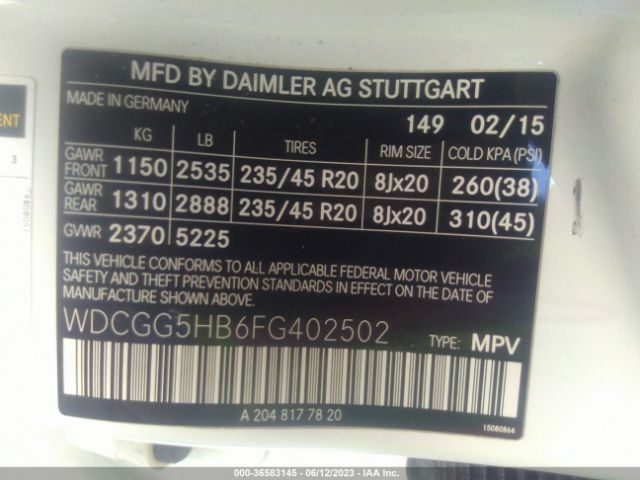 MFD BY DAIMLER AG STUTTGART
MADE IN GERMANY
149 02/15
KG LB TIRES RIM SIZE COLD KPA (PSI)
GAWR FRONT 1150 2535 235/45 R20 8Jx20 260(38)
GAWR REAR 1310 2888 235/45 R20 8Jx20 310(45)
GVWR 2370 5225
THIS VEHICLE CONFORMS TO ALL APPLICABLE FEDERAL MOTOR VEHICLE
SAFETY AND THEFT PREVENTION STANDARDS IN EFFECT ON THE DATE OF
MANUFACTURE SHOWN ABOVE.
WDCGG5HB6FG402502
TYPE: MPV
A 204 817 78 20
15080864
ENT
3
15080864
000-36583145 - 06/12/2023 - IAA Inc.